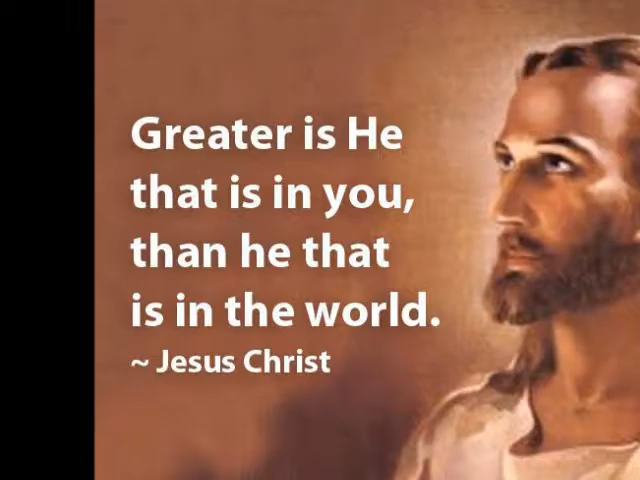 Greater is He
that is in you,
than he that
is in the world.
~ Jesus Christ